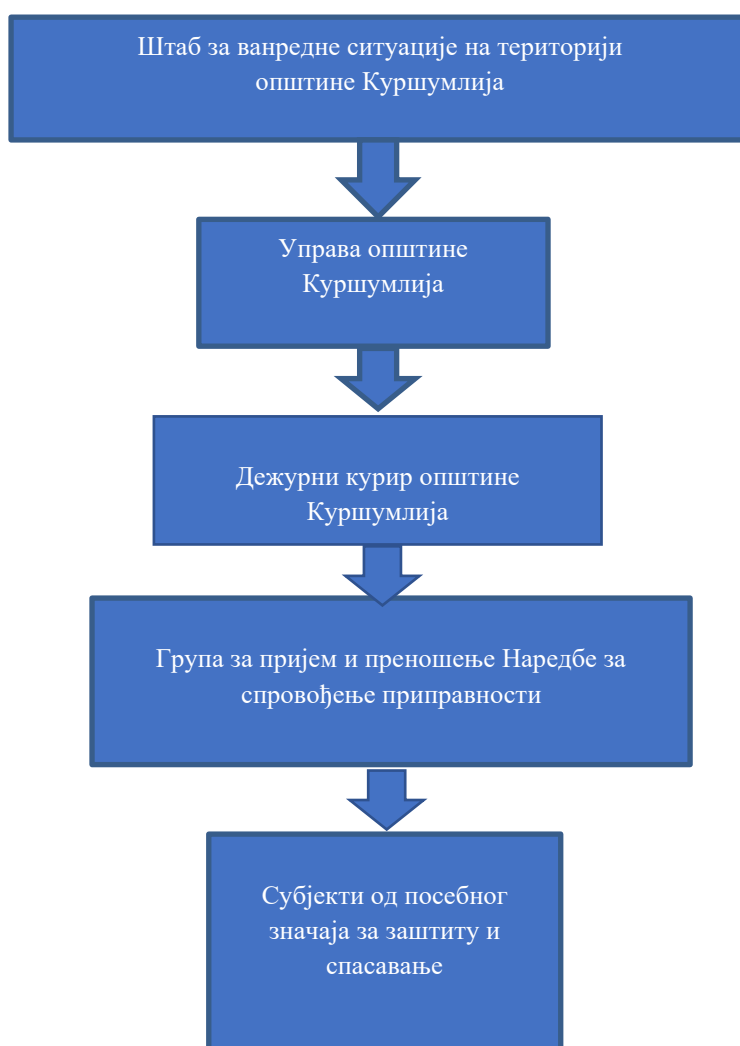 Штаб за ванредне ситуације на територији
општине Куршумлија
Управа општине
Куршумлија
Дежурни курир општине
Куршумлија
Група за пријем и преношење Наредбе за
спровођење приправности
Субјекти од посебног
значаја за заштиту и
спасавање